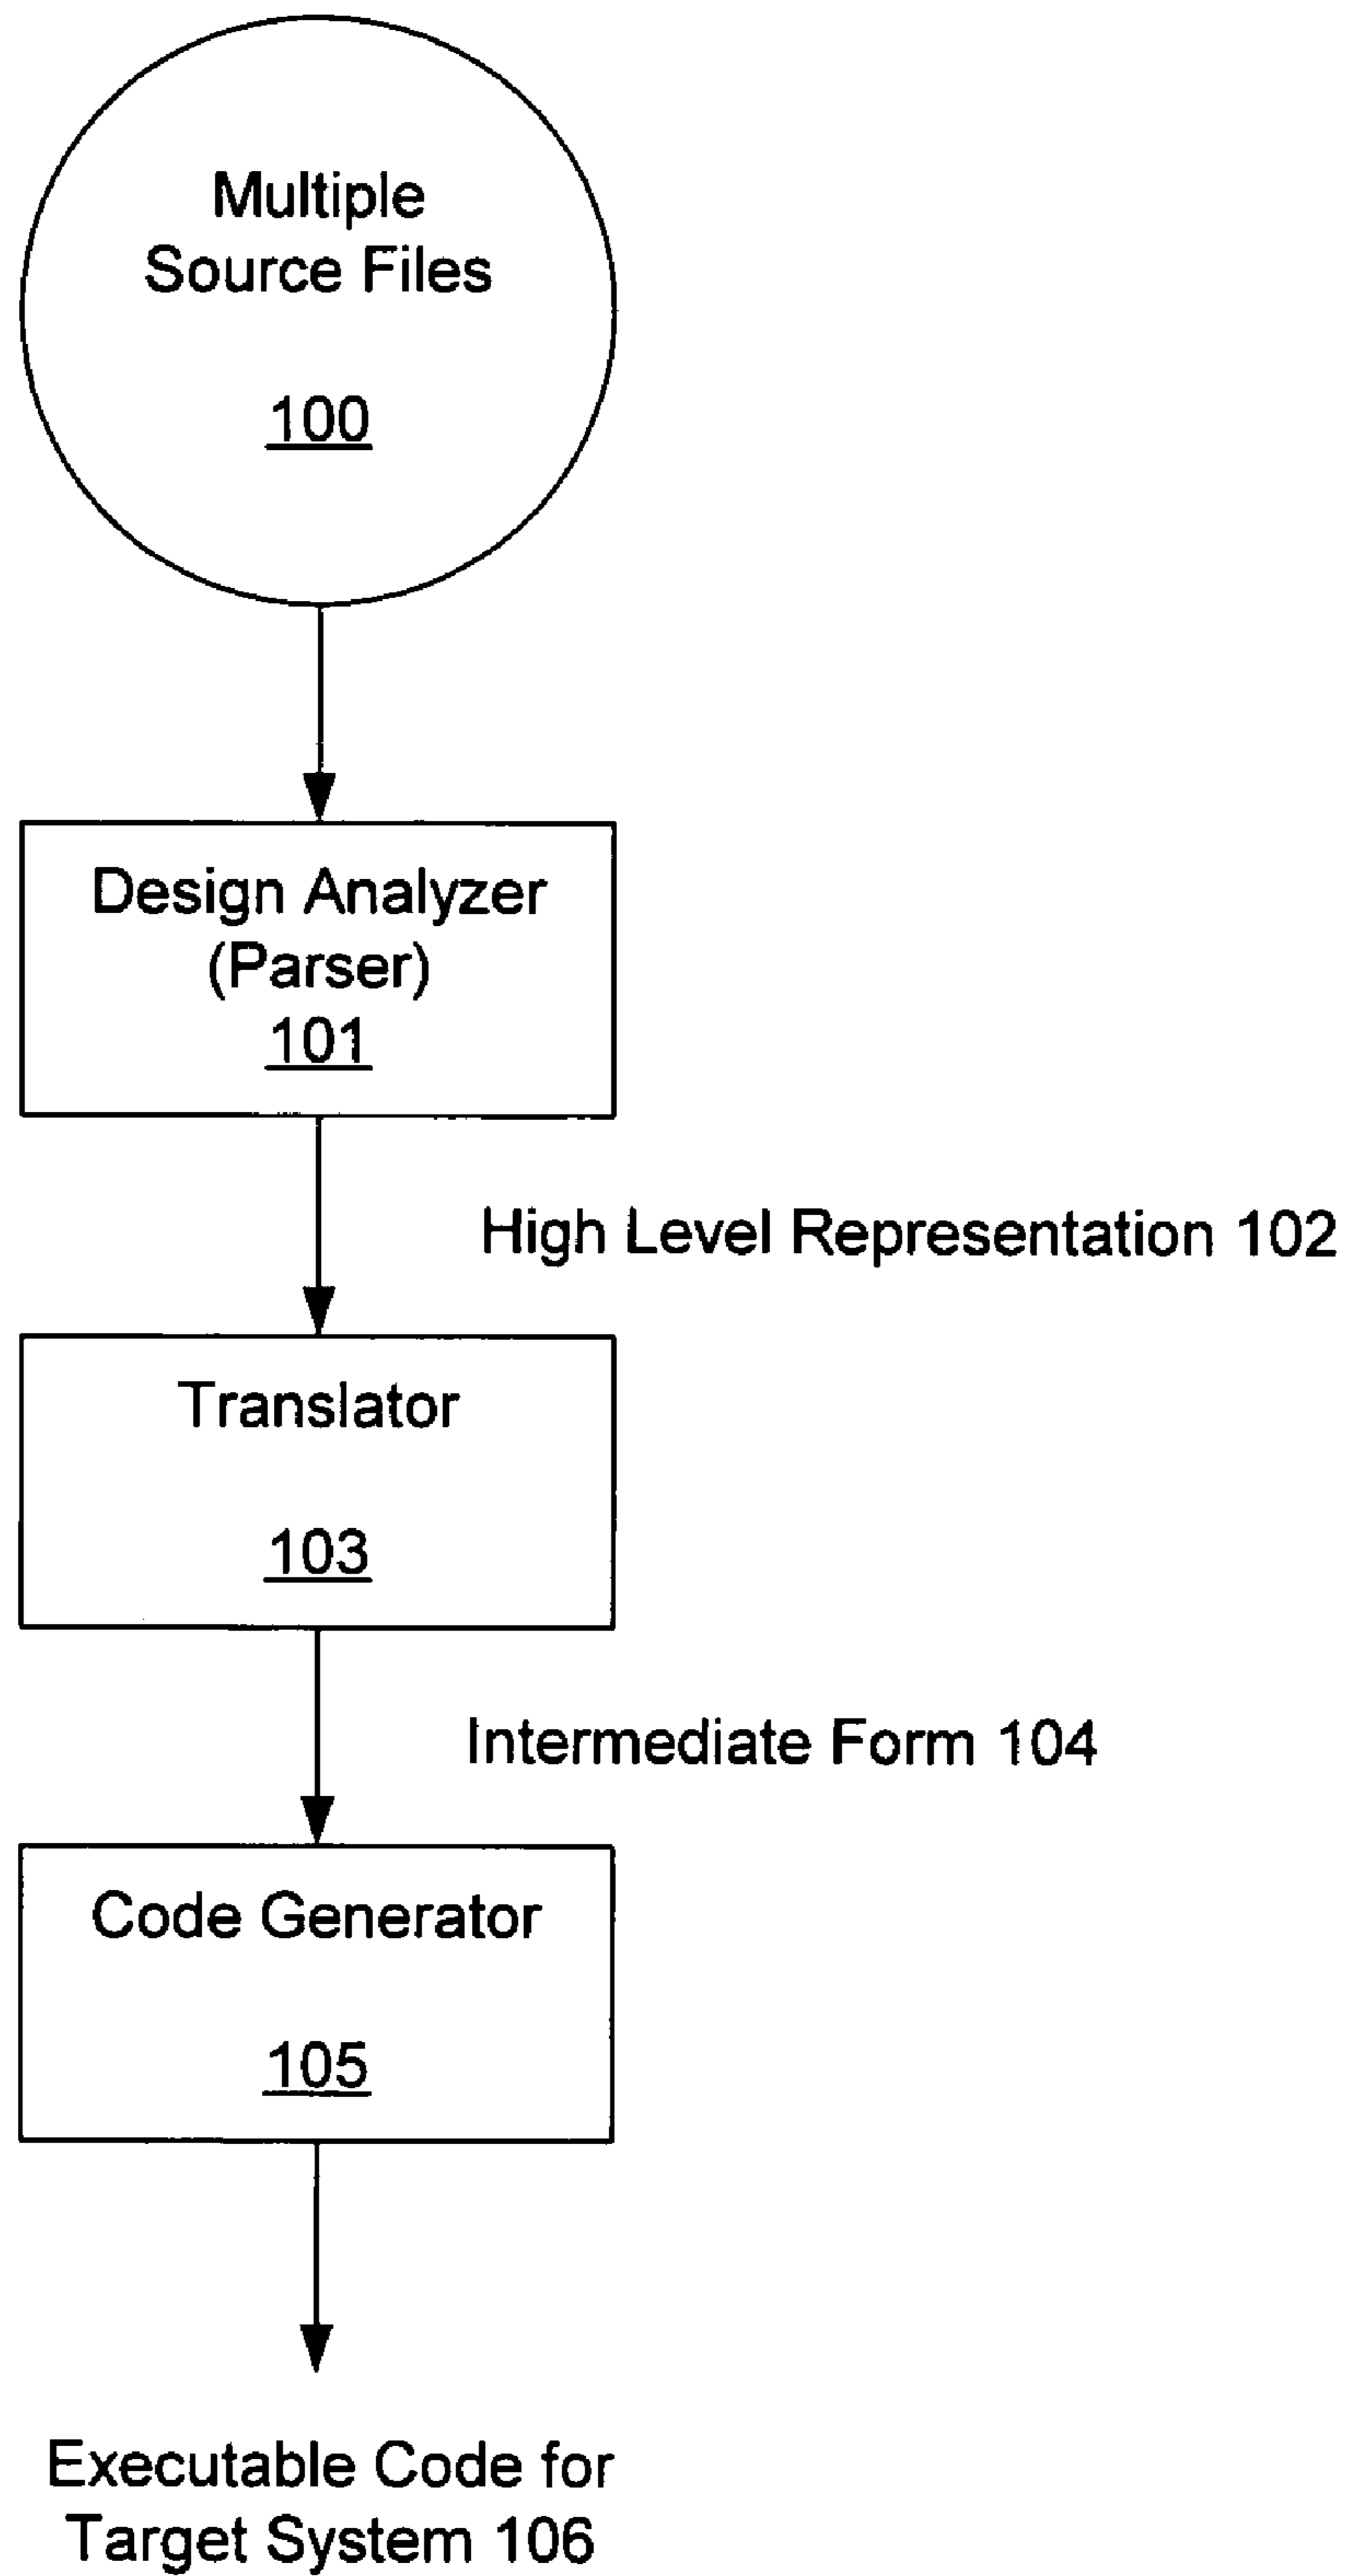 Multiple
Source Files
100
Design Analyzer
(Parser)
101
High Level Representation 102
Translator
103
Intermediate Form 104
Code Generator
105
Executable Code for
Target System 106